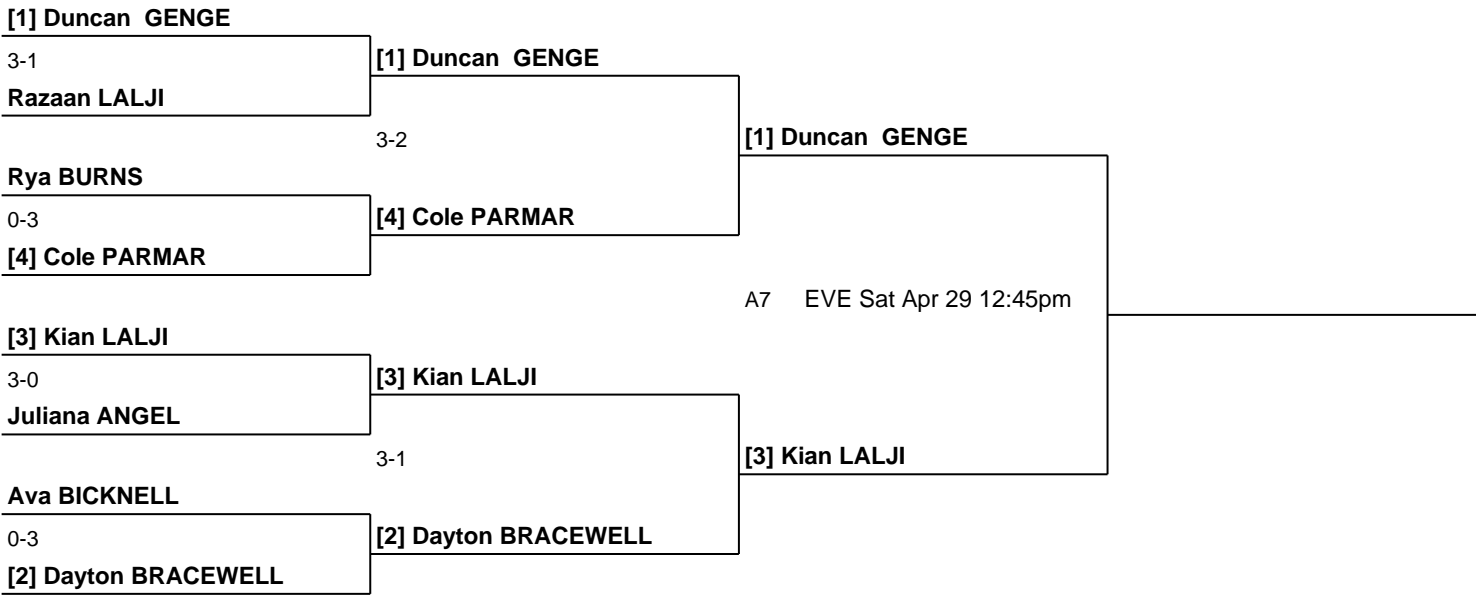 [1] Duncan  GENGE
3-1
Razaan LALJI
Rya BURNS
0-3
[4] Cole PARMAR
[3] Kian LALJI
3-0
Juliana ANGEL
Ava BICKNELL
0-3
[2] Dayton BRACEWELL
[1] Duncan  GENGE
3-2
[4] Cole PARMAR
[3] Kian LALJI
3-1
[2] Dayton BRACEWELL
[1] Duncan  GENGE
A7 EVE Sat Apr 29 12:45pm
[3] Kian LALJI